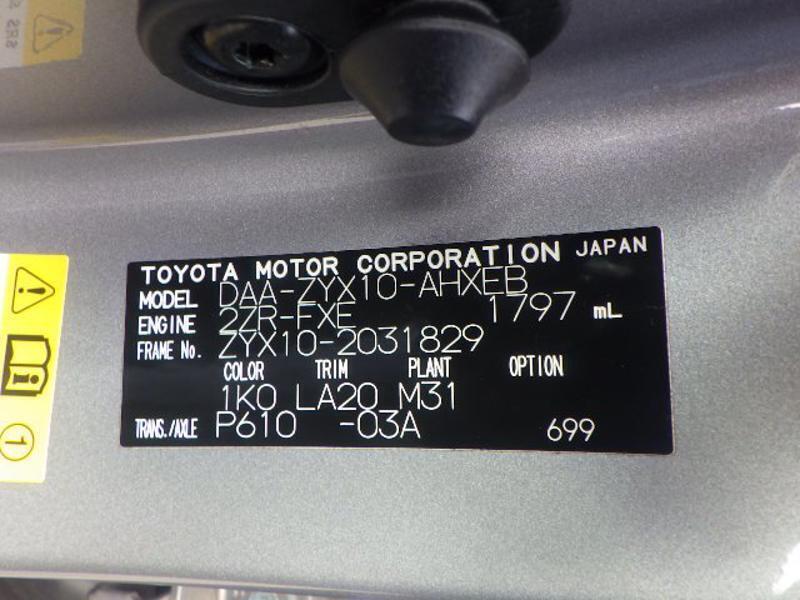 TOYOTA MOTOR CORPORATION JAPAN
MODEL DAA-ZYX10-AHXEB
ENGINE 2ZR-FXE 1797 mL
FRAME No. ZYX10-2031829
COLOR TRIM PLANT OPTION
1K0 LA20 M31
TRANS./AXLE P610 -03A 699
1